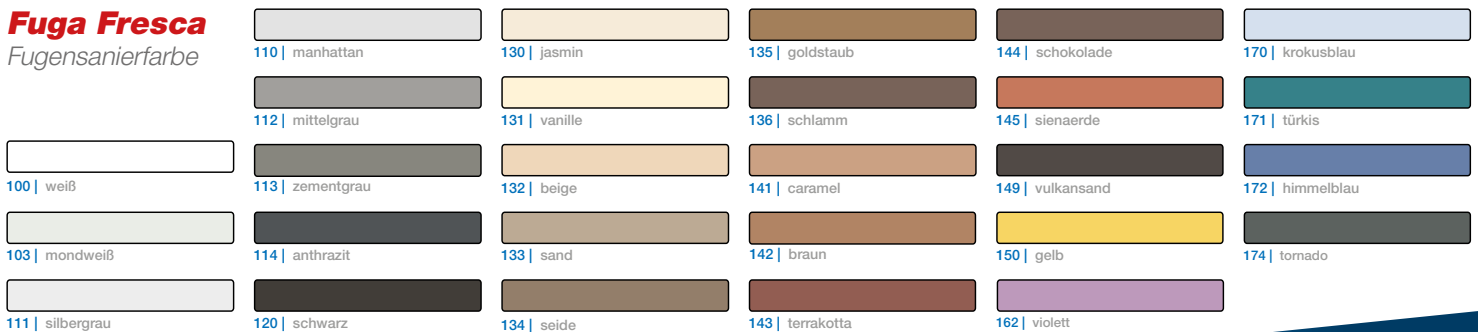 Fuga Fresca
Fugensanierfarbe
100 | weiß
103 | mondweiß
111 | silbergrau
110 | manhattan
112 | mittelgrau
113 | zementgrau
114 | anthrazit
120 | schwarz
130 | jasmin
131 | vanille
132 | beige
133 | sand
134 | seide
135 | goldstaub
136 | schlamm
141 | caramel
142 | braun
143 | terrakotta
144 | schokolade
145 | sienaerde
149 | vulkansand
150 | gelb
162 | violett
170 | krokusblau
171 | türkis
172 | himmelblau
174 | tornado